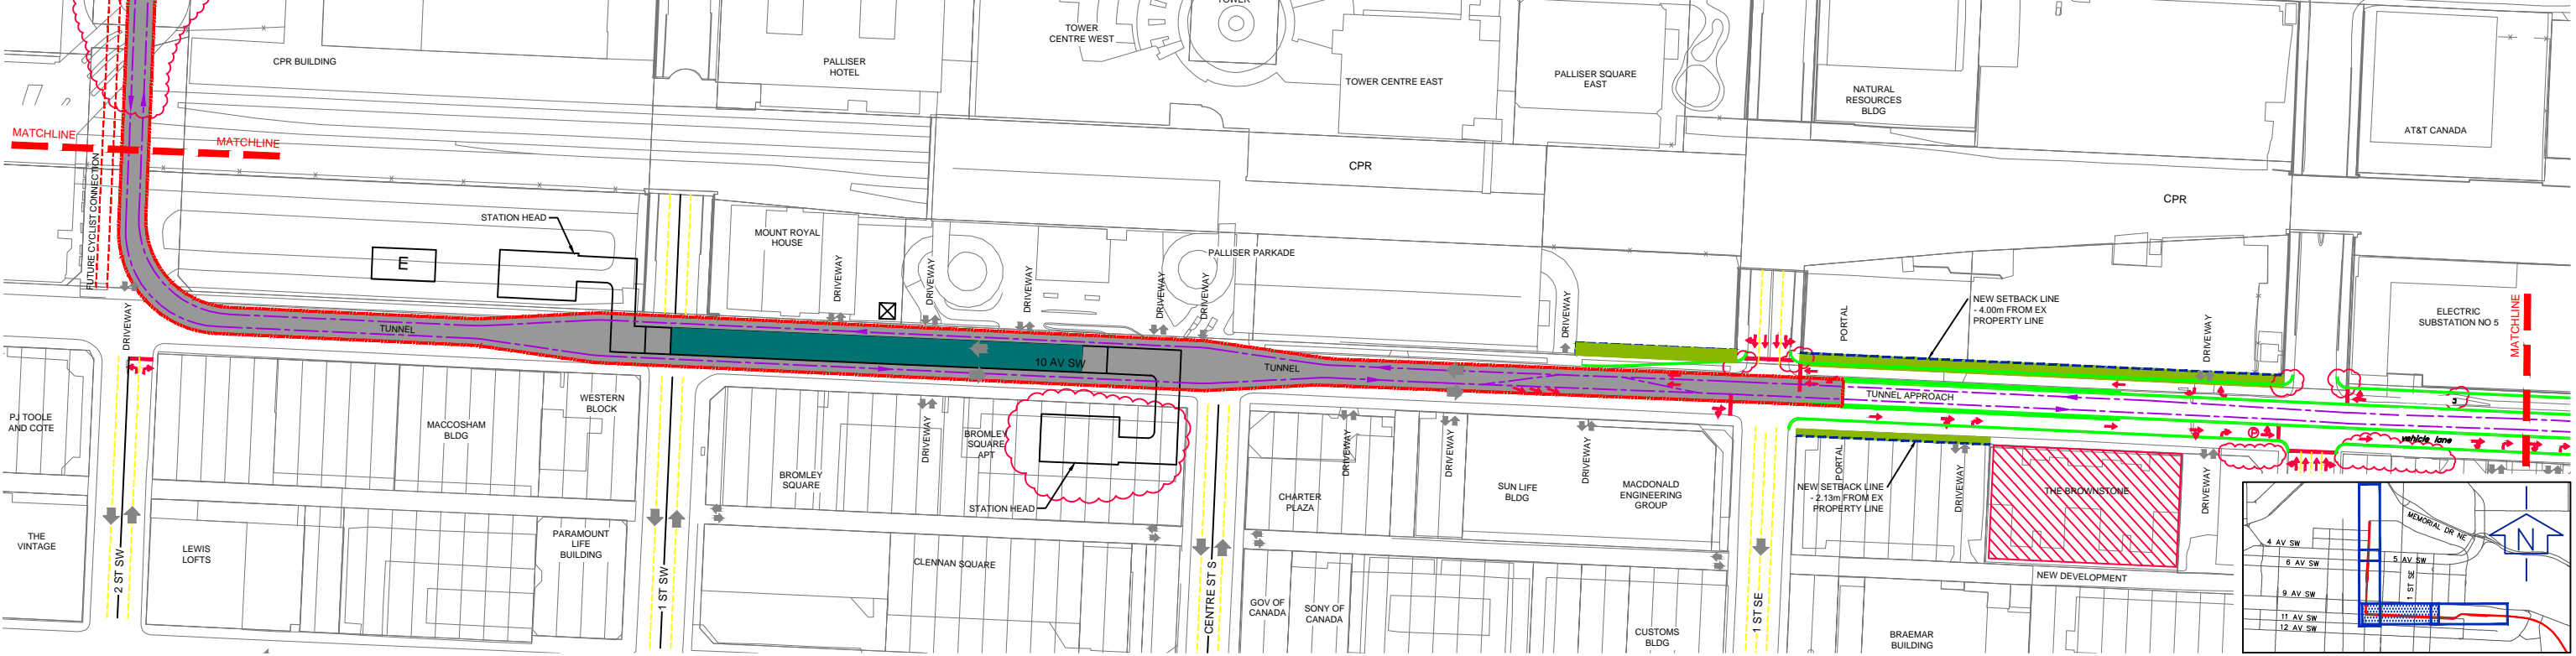 TOWER
TOWER
CENTRE WEST
CPR BUILDING
PALLISER
HOTEL
TOWER CENTRE EAST
PALLISER SQUARE
EAST
NATURAL
RESOURCES
BLDG
AT&T CANADA
MATCHLINE
MATCHLINE
CPR
CPR
FUTURE CYCLIST CONNECTION
STATION HEAD
E
MOUNT ROYAL
HOUSE
PALLISER PARKADE
DRIVEWAY
DRIVEWAY
DRIVEWAY
DRIVEWAY
DRIVEWAY
DRIVEWAY
DRIVEWAY
PORTAL
NEW SETBACK LINE
- 4.00m FROM EX
PROPERTY LINE
DRIVEWAY
ELECTRIC
SUBSTATION NO 5
MATCHLINE
TUNNEL
10 AV SW
TUNNEL
TUNNEL APPROACH
vehicle lane
P
PJ TOOLE
AND COTE
MACCOSHAM
BLDG
WESTERN
BLOCK
BROMLEY
SQUARE
DRIVEWAY
BROMLEY
SQUARE
APT
STATION HEAD
CHARTER
PLAZA
DRIVEWAY
DRIVEWAY
SUN LIFE
BLDG
DRIVEWAY
MACDONALD
ENGINEERING
GROUP
PORTAL
NEW SETBACK LINE
- 2.13m FROM EX
PROPERTY LINE
DRIVEWAY
THE BROWNSTONE
DRIVEWAY
THE
VINTAGE
2 ST SW
LEWIS
LOFTS
PARAMOUNT
LIFE
BUILDING
1 ST SW
CLENNAN SQUARE
CENTRE ST S
GOV OF
CANADA
SONY OF
CANADA
CUSTOMS
BLDG
1 ST SE
BRAEMAR
BUILDING
NEW DEVELOPMENT
MEMORIAL DR NE
N
4 AV SW
5 AV SW
6 AV SW
1 ST SE
9 AV SW
11 AV SW
12 AV SW